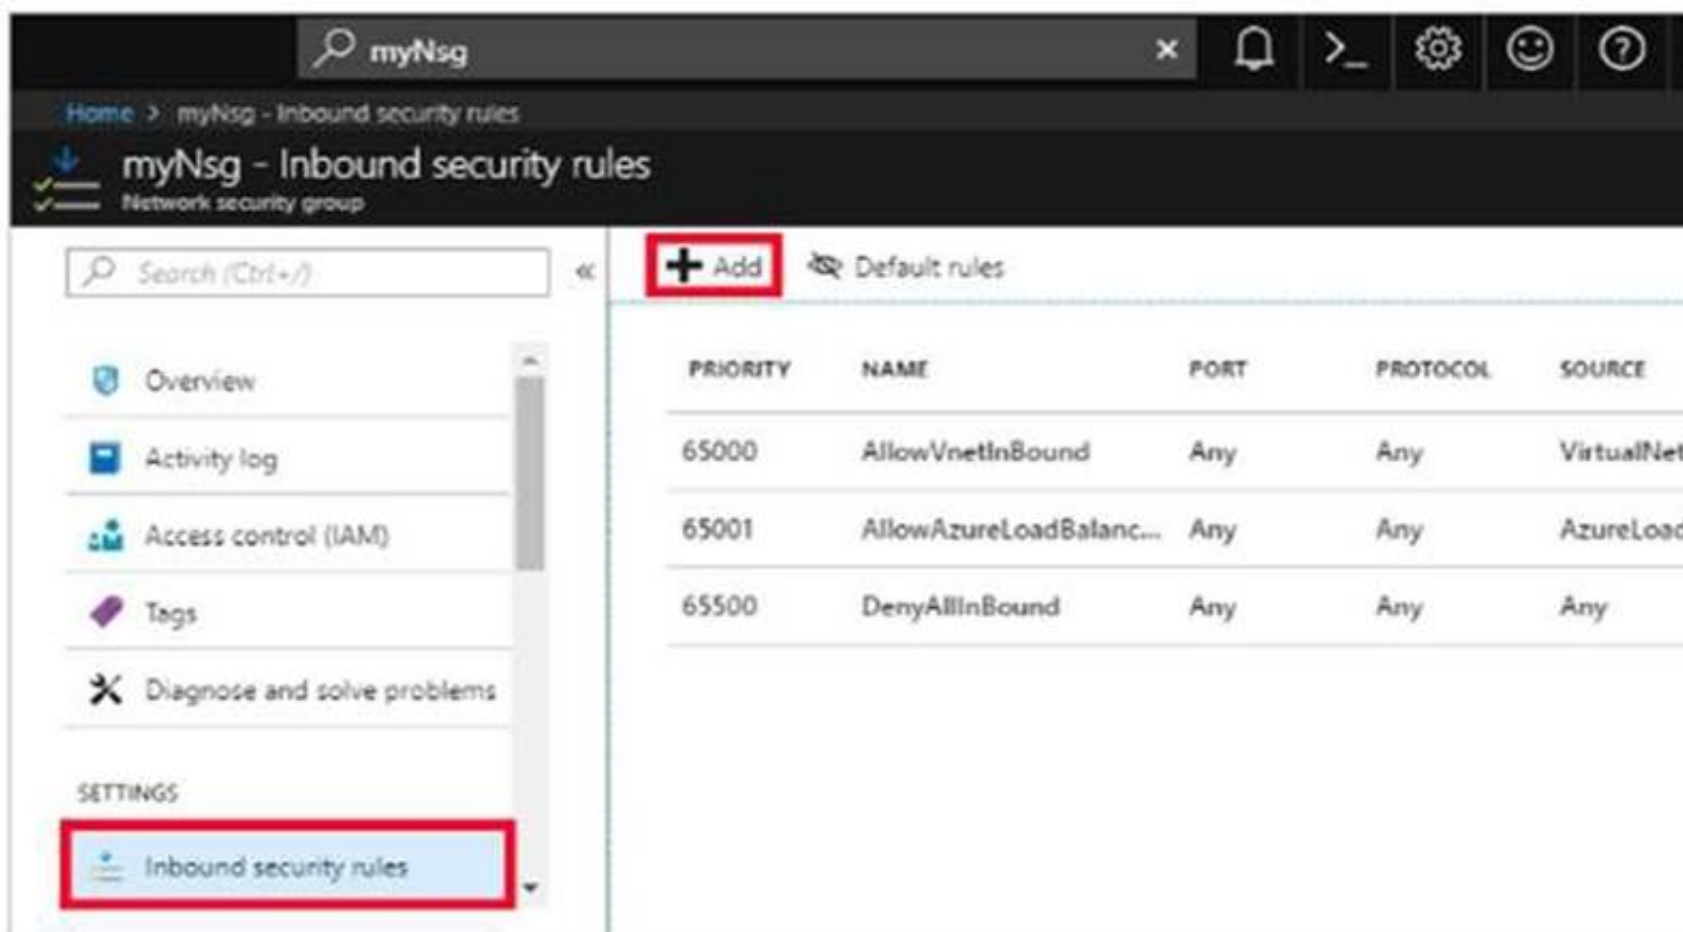 myNsg
Home > myNsg - Inbound security rules
myNsg - Inbound security rules
Network security group
Search (Ctrl+/)
Overview
Activity log
Access control (IAM)
Tags
Diagnose and solve problems
SETTINGS
Inbound security rules
Add Default rules
PRIORITY NAME PORT PROTOCOL SOURCE
65000 AllowVnetInBound Any Any VirtualNet
65001 AllowAzureLoadBalanc... Any Any AzureLoad
65500 DenyAllInBound Any Any Any